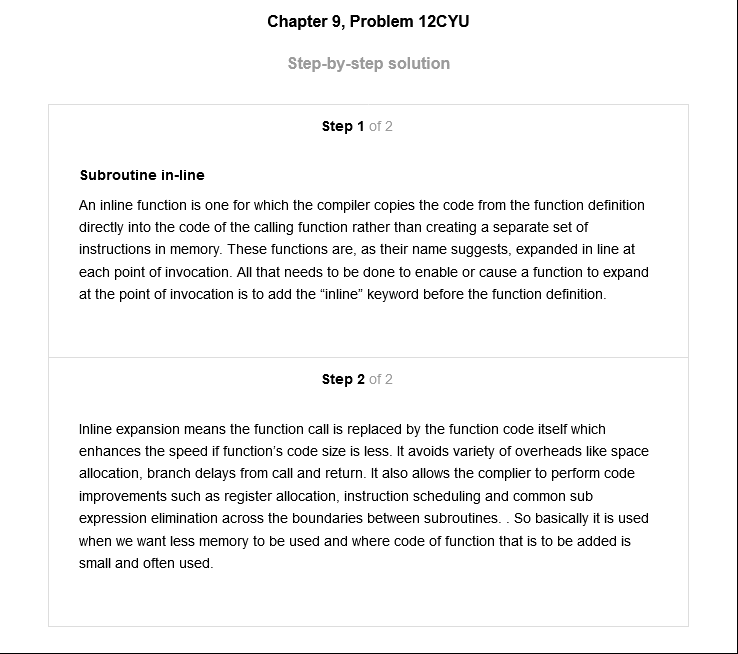 Chapter 9, Problem 12CYU
Step-by-step solution
Step 1 of 2
Subroutine in-line
An inline function is one for which the compiler copies the code from the function definition
directly into the code of the calling function rather than creating a separate set of
instructions in memory. These functions are, as their name suggests, expanded in line at
each point of invocation. All that needs to be done to enable or cause a function to expand
at the point of invocation is to add the “inline” keyword before the function definition.
Step 2 of 2
Inline expansion means the function call is replaced by the function code itself which
enhances the speed if function’s code size is less. It avoids variety of overheads like space
allocation, branch delays from call and return. It also allows the complier to perform code
improvements such as register allocation, instruction scheduling and common sub
expression elimination across the boundaries between subroutines. . So basically it is used
when we want less memory to be used and where code of function that is to be added is
small and often used.